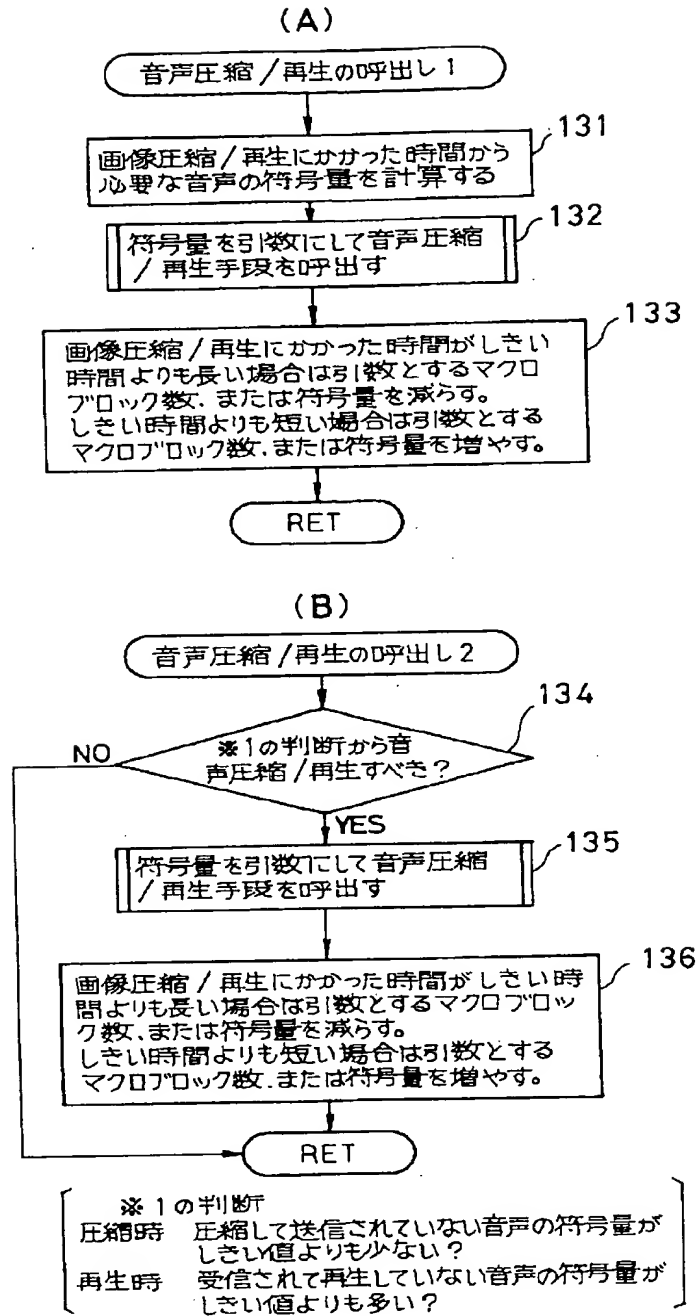 (A)
音声圧縮/再生の呼出し1
131
画像圧縮/再生にかかった時間から
必要な音声の符号量を計算する
132
符号量を引数にして音声圧縮
/再生手段を呼出す
133
画像圧縮/再生にかかった時間がしきい
時間よりも長い場合は引数とするマクロ
ブロック数、または符号量を減らす。
しきい時間よりも短い場合は引数とする
マクロブロック数、または符号量を増やす。
RET
(B)
音声圧縮/再生の呼出し2
134
NO
※1の判断から音
声圧縮/再生すべき?
YES
135
符号量を引数にして音声圧縮
/再生手段を呼出す
136
画像圧縮/再生にかかった時間がしきい時
間よりも長い場合は引数とするマクロブロッ
ク数、または符号量を減らす。
しきい時間よりも短い場合は引数とする
マクロブロック数、または符号量を増やす。
RET
※1の判断
圧縮時 圧縮して送信されていない音声の符号量が
しきい値よりも少ない?
再生時 受信されて再生していない音声の符号量が
しきい値よりも多い?